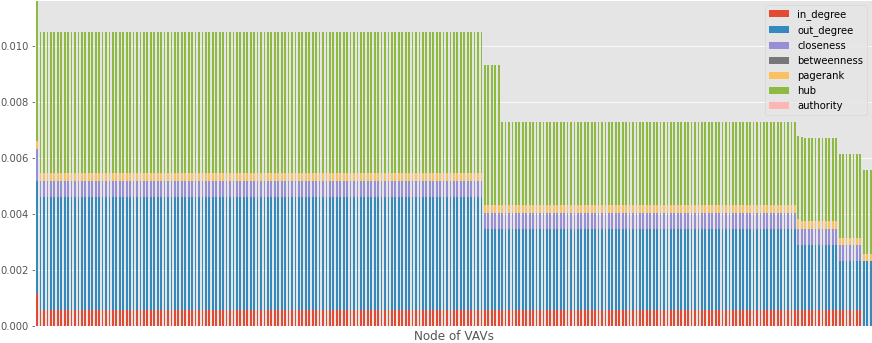 in_degree
out_degree
closeness
betweenness
pagerank
hub
authority
0.010
0.008
0.006
0.004
0.002
0.000
Node of VAVs